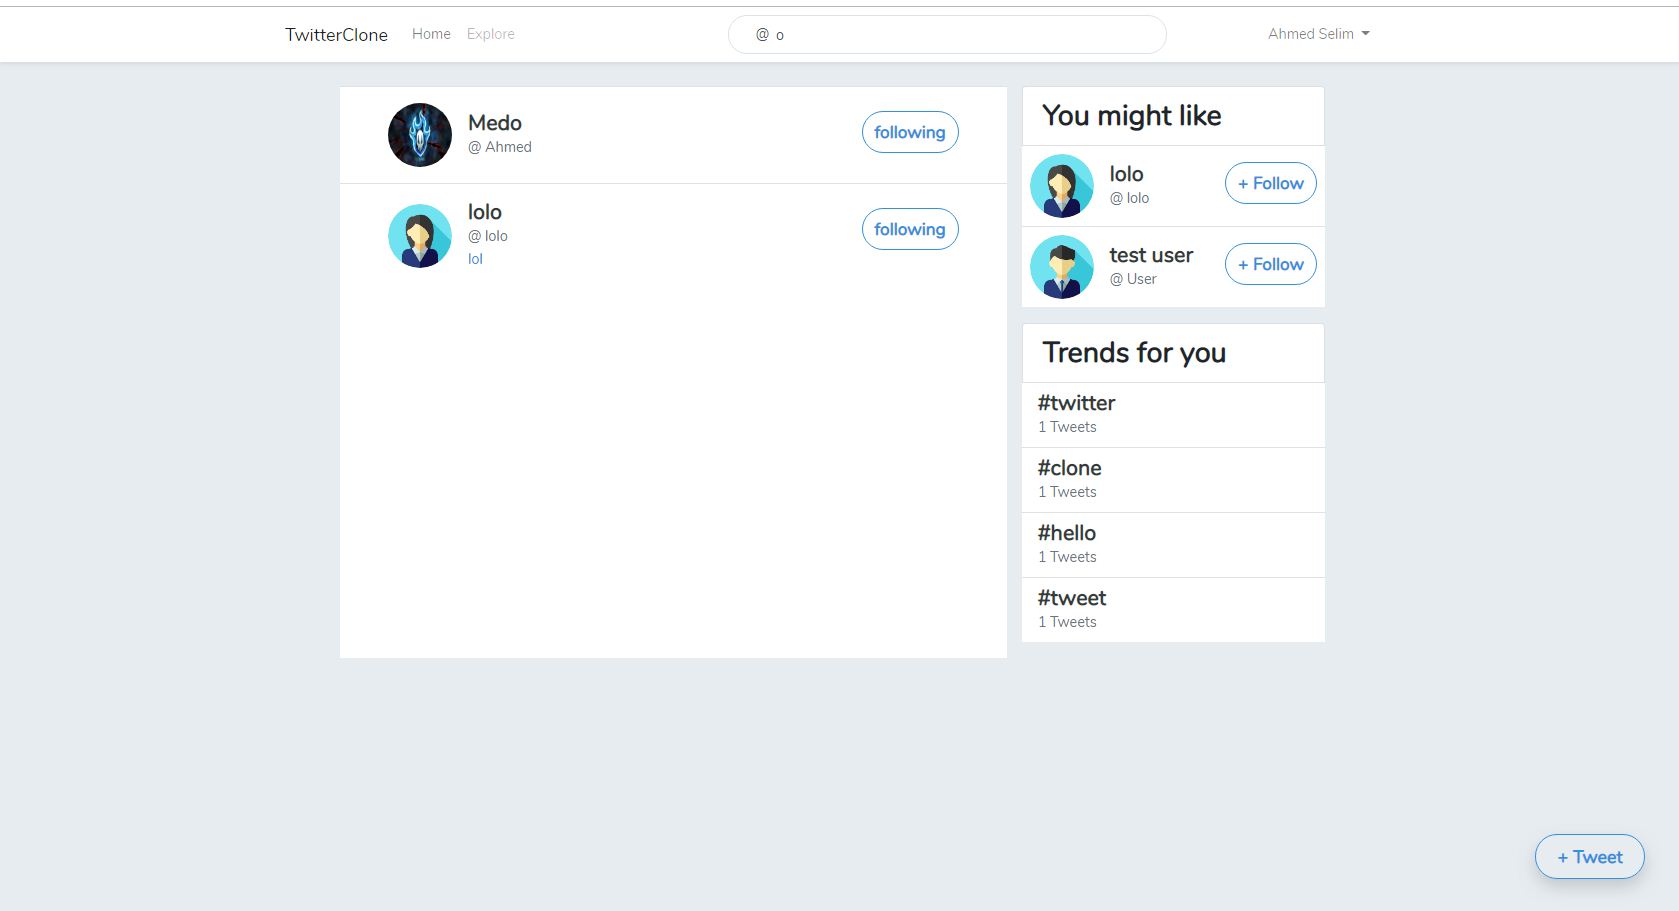 TwitterClone Home Explore @ o Ahmed Selim
Medo
@ Ahmed
following
lolo
@ lolo
lol
following
You might like
lolo
@ lolo
+ Follow
test user
@ User
+ Follow
Trends for you
#twitter
1 Tweets
#clone
1 Tweets
#hello
1 Tweets
#tweet
1 Tweets
+ Tweet